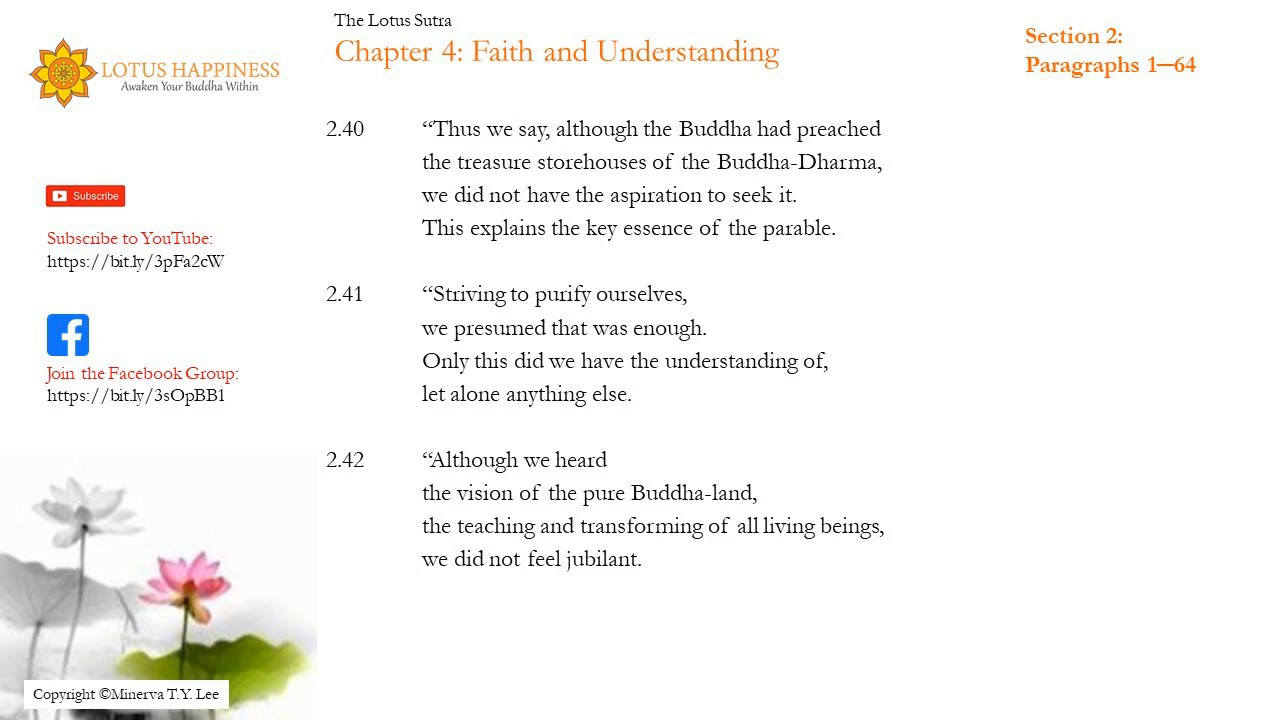 The Lotus Sutra
Chapter 4: Faith and Understanding
Section 2:
Paragraphs 1—64
LOTUS HAPPINESS
Awaken Your Buddha Within
Subscribe
Subscribe to YouTube:
https://bit.ly/3pFa2cW
Join the Facebook Group:
https://bit.ly/3sOpBB1
2.40 “Thus we say, although the Buddha had preached
the treasure storehouses of the Buddha-Dharma,
we did not have the aspiration to seek it.
This explains the key essence of the parable.
2.41 “Striving to purify ourselves,
we presumed that was enough.
Only this did we have the understanding of,
let alone anything else.
2.42 “Although we heard
the vision of the pure Buddha-land,
the teaching and transforming of all living beings,
we did not feel jubilant.
Copyright ©Minerva T.Y. Lee